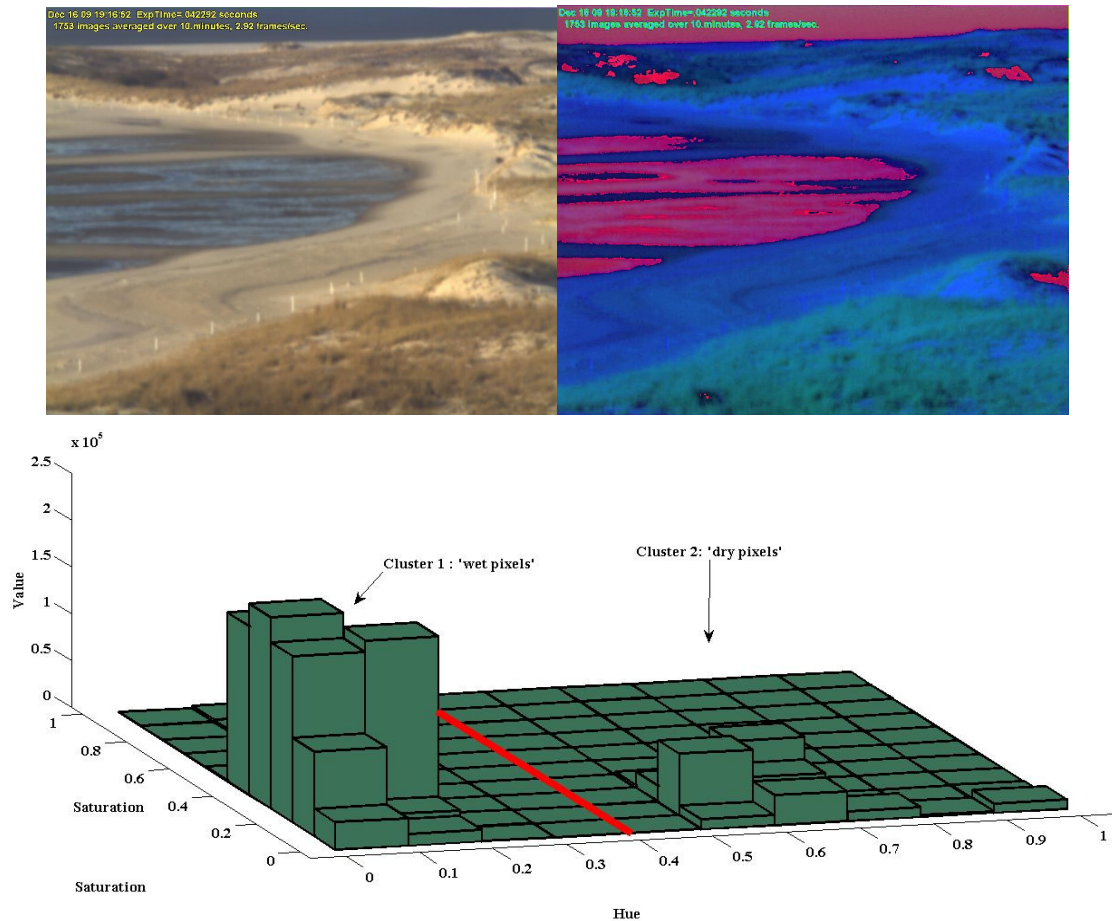 Dec 16 09 19:16:52 ExpTime=.042292 seconds
1753 images averaged over 10.minutes, 2.92 frames/sec.
Dec 16 09 19:16:52 ExpTime=.042292 seconds
1753 images averaged over 10.minutes, 2.92 frames/sec.
x 10⁵
2.5
2
1.5
1
0.5
0
Value
Cluster 1 : 'wet pixels'
Cluster 2: 'dry pixels'
1
0.8
0.6
0.4
0.2
0
Saturation
Saturation
0
0.1
0.2
0.3
0.4
0.5
0.6
0.7
0.8
0.9
1
Hue